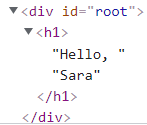 ▼<div id="root">
▼<h1>
"Hello, "
"Sara"
</h1>
</div>